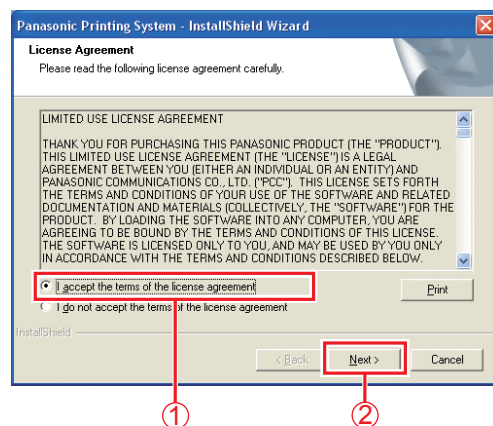 Panasonic Printing System - InstallShield Wizard
License Agreement
Please read the following license agreement carefully.
LIMITED USE LICENSE AGREEMENT
THANK YOU FOR PURCHASING THIS PANASONIC PRODUCT (THE "PRODUCT").
THIS LIMITED USE LICENSE AGREEMENT (THE "LICENSE") IS A LEGAL
AGREEMENT BETWEEN YOU (EITHER AN INDIVIDUAL OR AN ENTITY) AND
PANASONIC COMMUNICATIONS CO., LTD. ("PCC"). THIS LICENSE SETS FORTH
THE TERMS AND CONDITIONS OF YOUR USE OF THE SOFTWARE AND RELATED
DOCUMENTATION AND MATERIALS (COLLECTIVELY, THE "SOFTWARE") FOR THE
PRODUCT. BY LOADING THE SOFTWARE INTO ANY COMPUTER, YOU ARE
AGREEING TO BE BOUND BY THE TERMS AND CONDITIONS OF THIS LICENSE.
THE SOFTWARE IS LICENSED ONLY TO YOU, AND MAY BE USED BY YOU ONLY
IN ACCORDANCE WITH THE TERMS AND CONDITIONS DESCRIBED BELOW.
I accept the terms of the license agreement
Print
I do not accept the terms of the license agreement
InstallShield
< Back
Next >
Cancel
1
2